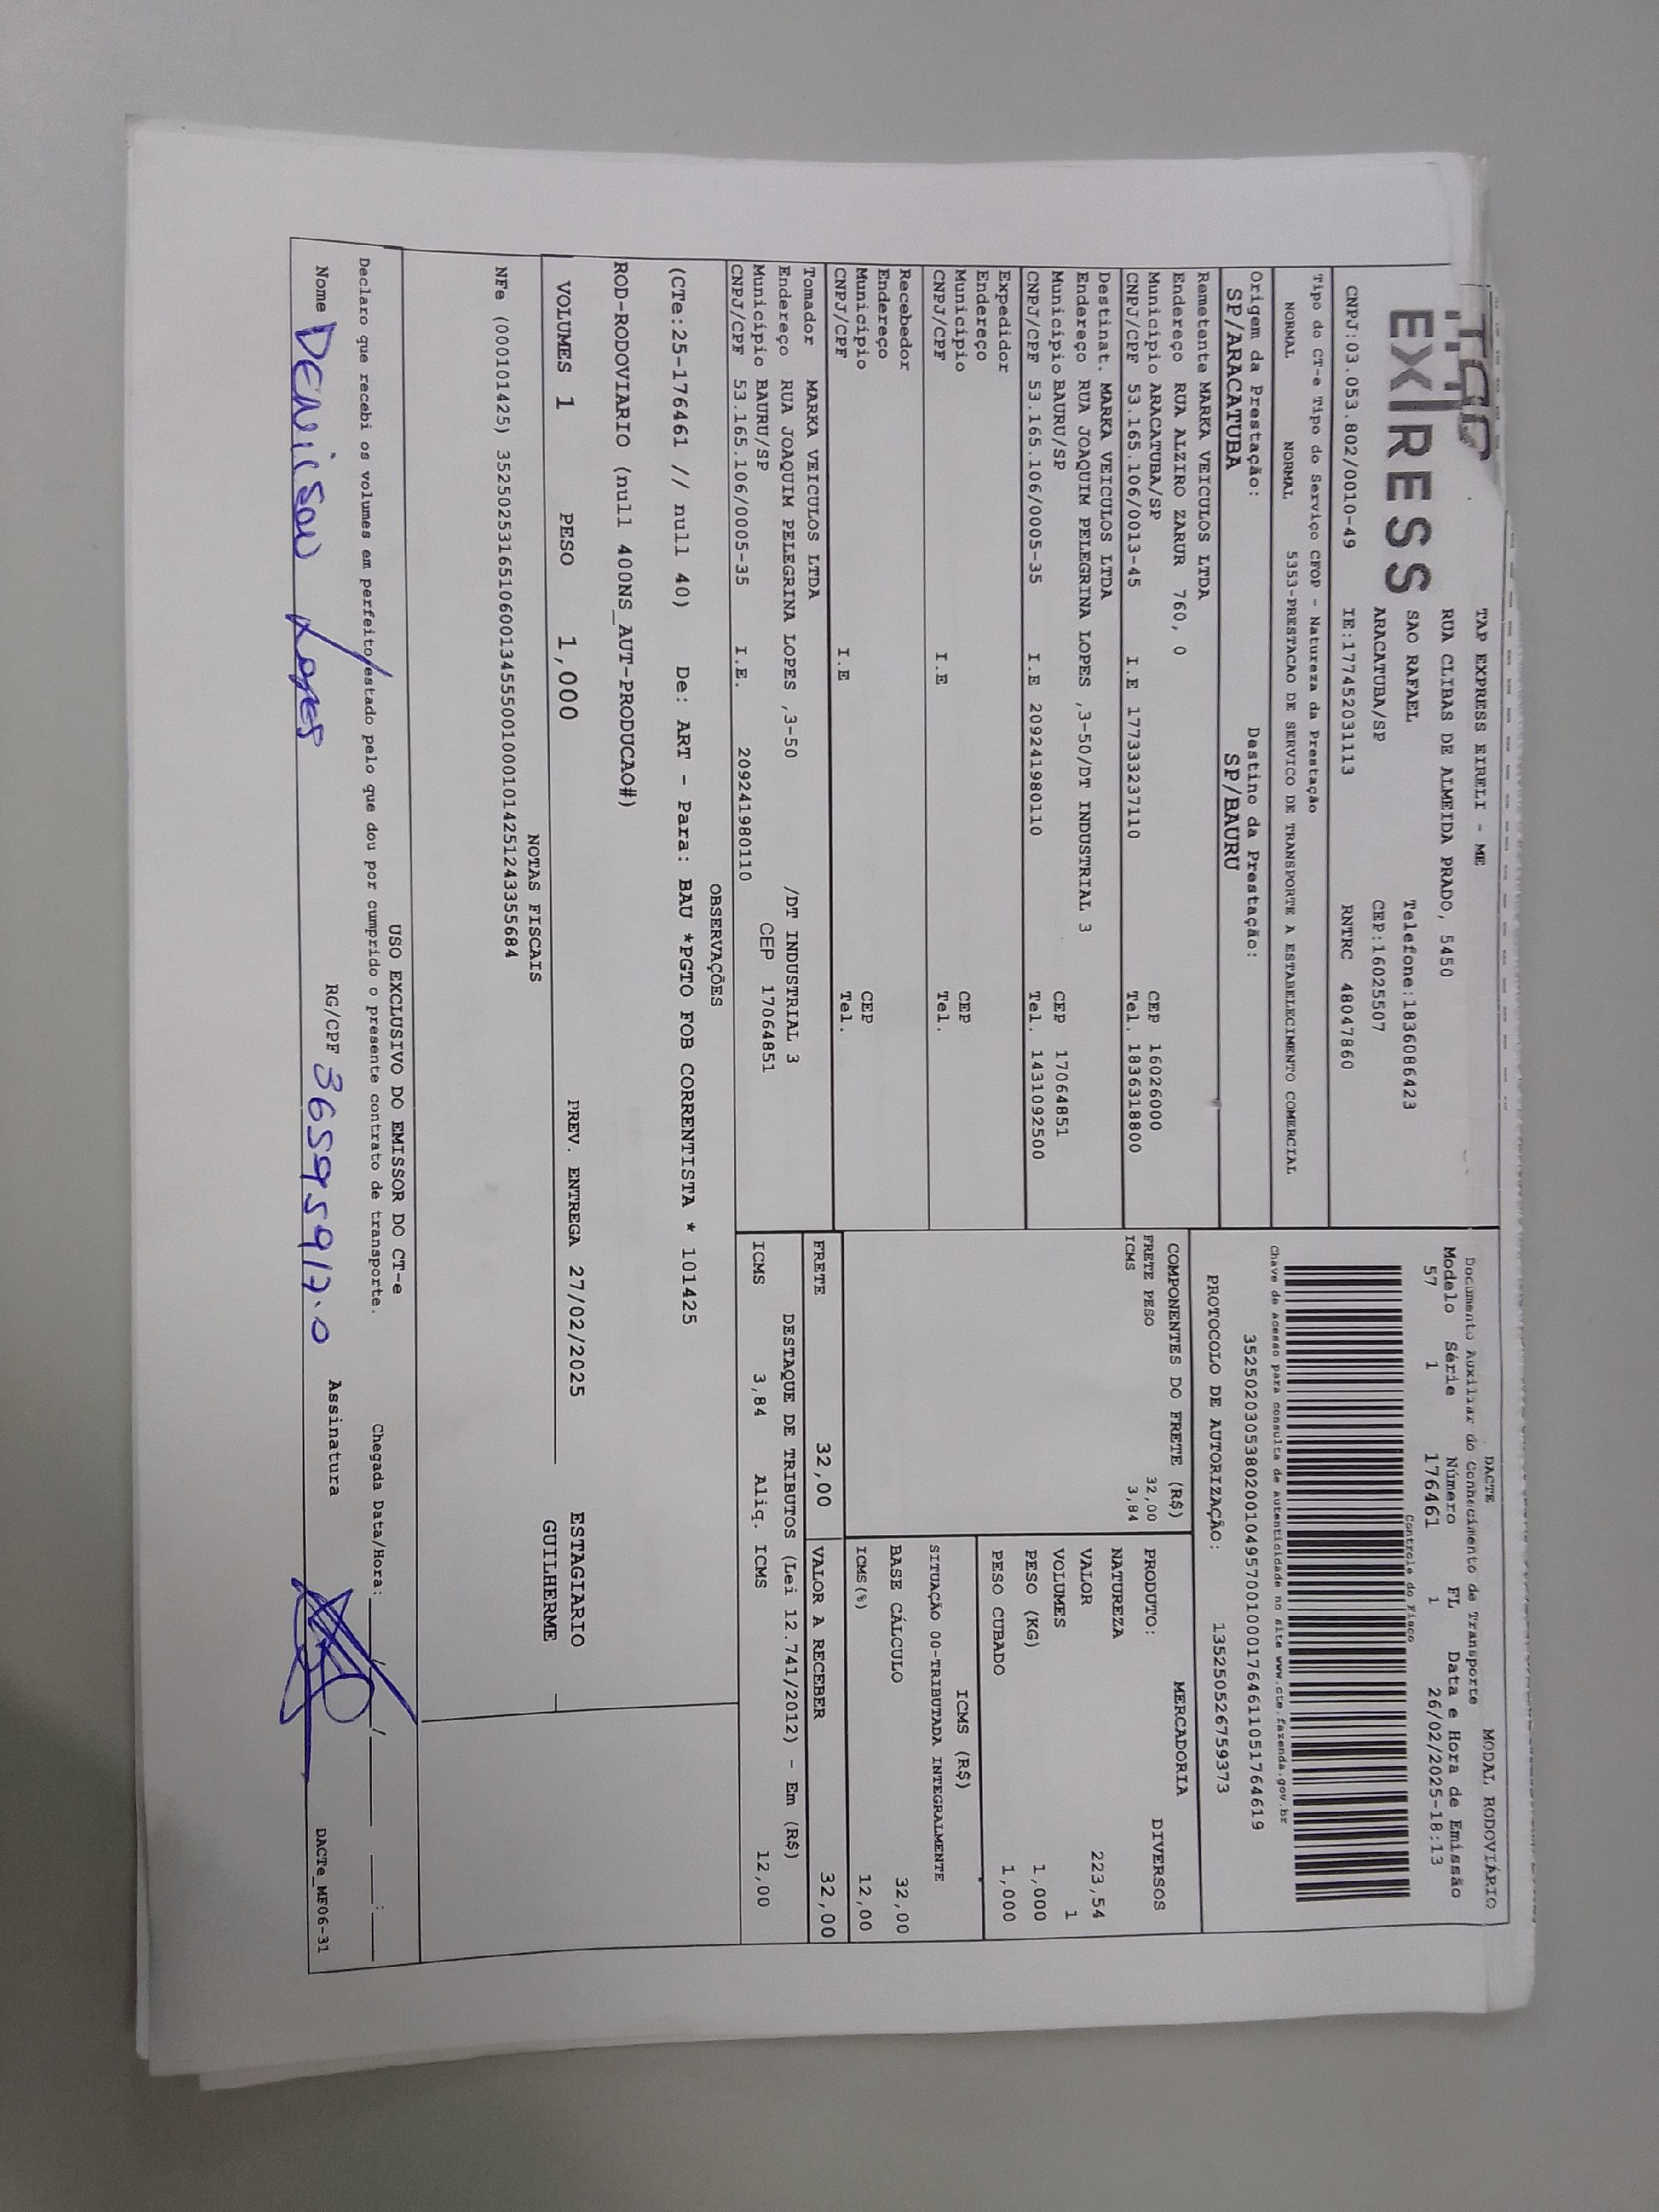 TAP
EXPRESS
TAP EXPRESS EIRELI - ME
RUA CLIBAS DE ALMEIDA PRADO, 5450
SAO RAFAEL Telefone:1836086423
ARACATUBA/SP CEP:16025507
CNPJ:03.053.802/0010-49 IE:177452031113 RNTRC 48047860
DACTE MODAL RODOVIÁRIO
Documento Auxiliar do Conhecimento de Transporte
Modelo Série Número FL Data e Hora de Emissão
57 1 176461 1 26/02/2025-18:13
Controle do Fisco
Chave de acesso para consulta de autenticidade no site www.cte.fazenda.gov.br
35250203053802001049570010001764611051764619
PROTOCOLO DE AUTORIZAÇÃO: 135250526759373
Tipo do CT-e Tipo do Serviço CFOP - Natureza da Prestação
NORMAL NORMAL 5353-PRESTACAO DE SERVICO DE TRANSPORTE A ESTABELECIMENTO COMERCIAL
Origem da Prestação: Destino da Prestação:
SP/ARACATUBA SP/BAURU
Remetente MARKA VEICULOS LTDA
Endereço RUA ALZIRO ZARUR 760, 0
Município ARACATUBA/SP CEP 16026000
CNPJ/CPF 53.165.106/0013-45 I.E 177333237110 Tel. 1836318800
Destinat. MARKA VEICULOS LTDA
Endereço RUA JOAQUIM PELEGRINA LOPES ,3-50/DT INDUSTRIAL 3
Município BAURU/SP CEP 17064851
CNPJ/CPF 53.165.106/0005-35 I.E 209241980110 Tel. 1431092500
Expedidor
Endereço
Município CEP
CNPJ/CPF I.E Tel.
Recebedor
Endereço
Município CEP
CNPJ/CPF I.E Tel.
Tomador MARKA VEICULOS LTDA
Endereço RUA JOAQUIM PELEGRINA LOPES ,3-50 /DT INDUSTRIAL 3
Município BAURU/SP CEP 17064851
CNPJ/CPF 53.165.106/0005-35 I.E. 209241980110
COMPONENTES DO FRETE (R$)
FRETE PESO 32,00
ICMS 3,84
MERCADORIA
PRODUTO: DIVERSOS
NATUREZA
VALOR 223,54
VOLUMES 1
PESO (KG) 1,000
PESO CUBADO 1,000
ICMS (R$)
SITUAÇÃO 00-TRIBUTADA INTEGRALMENTE
BASE CÁLCULO 32,00
ICMS(%) 12,00
FRETE 32,00 VALOR A RECEBER 32,00
DESTAQUE DE TRIBUTOS (Lei 12.741/2012) - Em (R$)
ICMS 3,84 Aliq. ICMS 12,00
OBSERVAÇÕES
(CTe:25-176461 // null 40) De: ART - Para: BAU *PGTO FOB CORRENTISTA * 101425
ROD-RODOVIARIO (null 400NS_AUT-PRODUCAO#)
VOLUMES 1 PESO 1,000 PREV. ENTREGA 27/02/2025 ESTAGIARIO
GUILHERME
NOTAS FISCAIS
NFe (000101425) 35250253165106001345550010001014251243355684
USO EXCLUSIVO DO EMISSOR DO CT-e
Declaro que recebi os volumes em perfeito estado pelo que dou por cumprido o presente contrato de transporte. Chegada Data/Hora: ____/____/____ ____:____
Nome Denilson Lopes RG/CPF Assinatura
DACTe_MF06-31